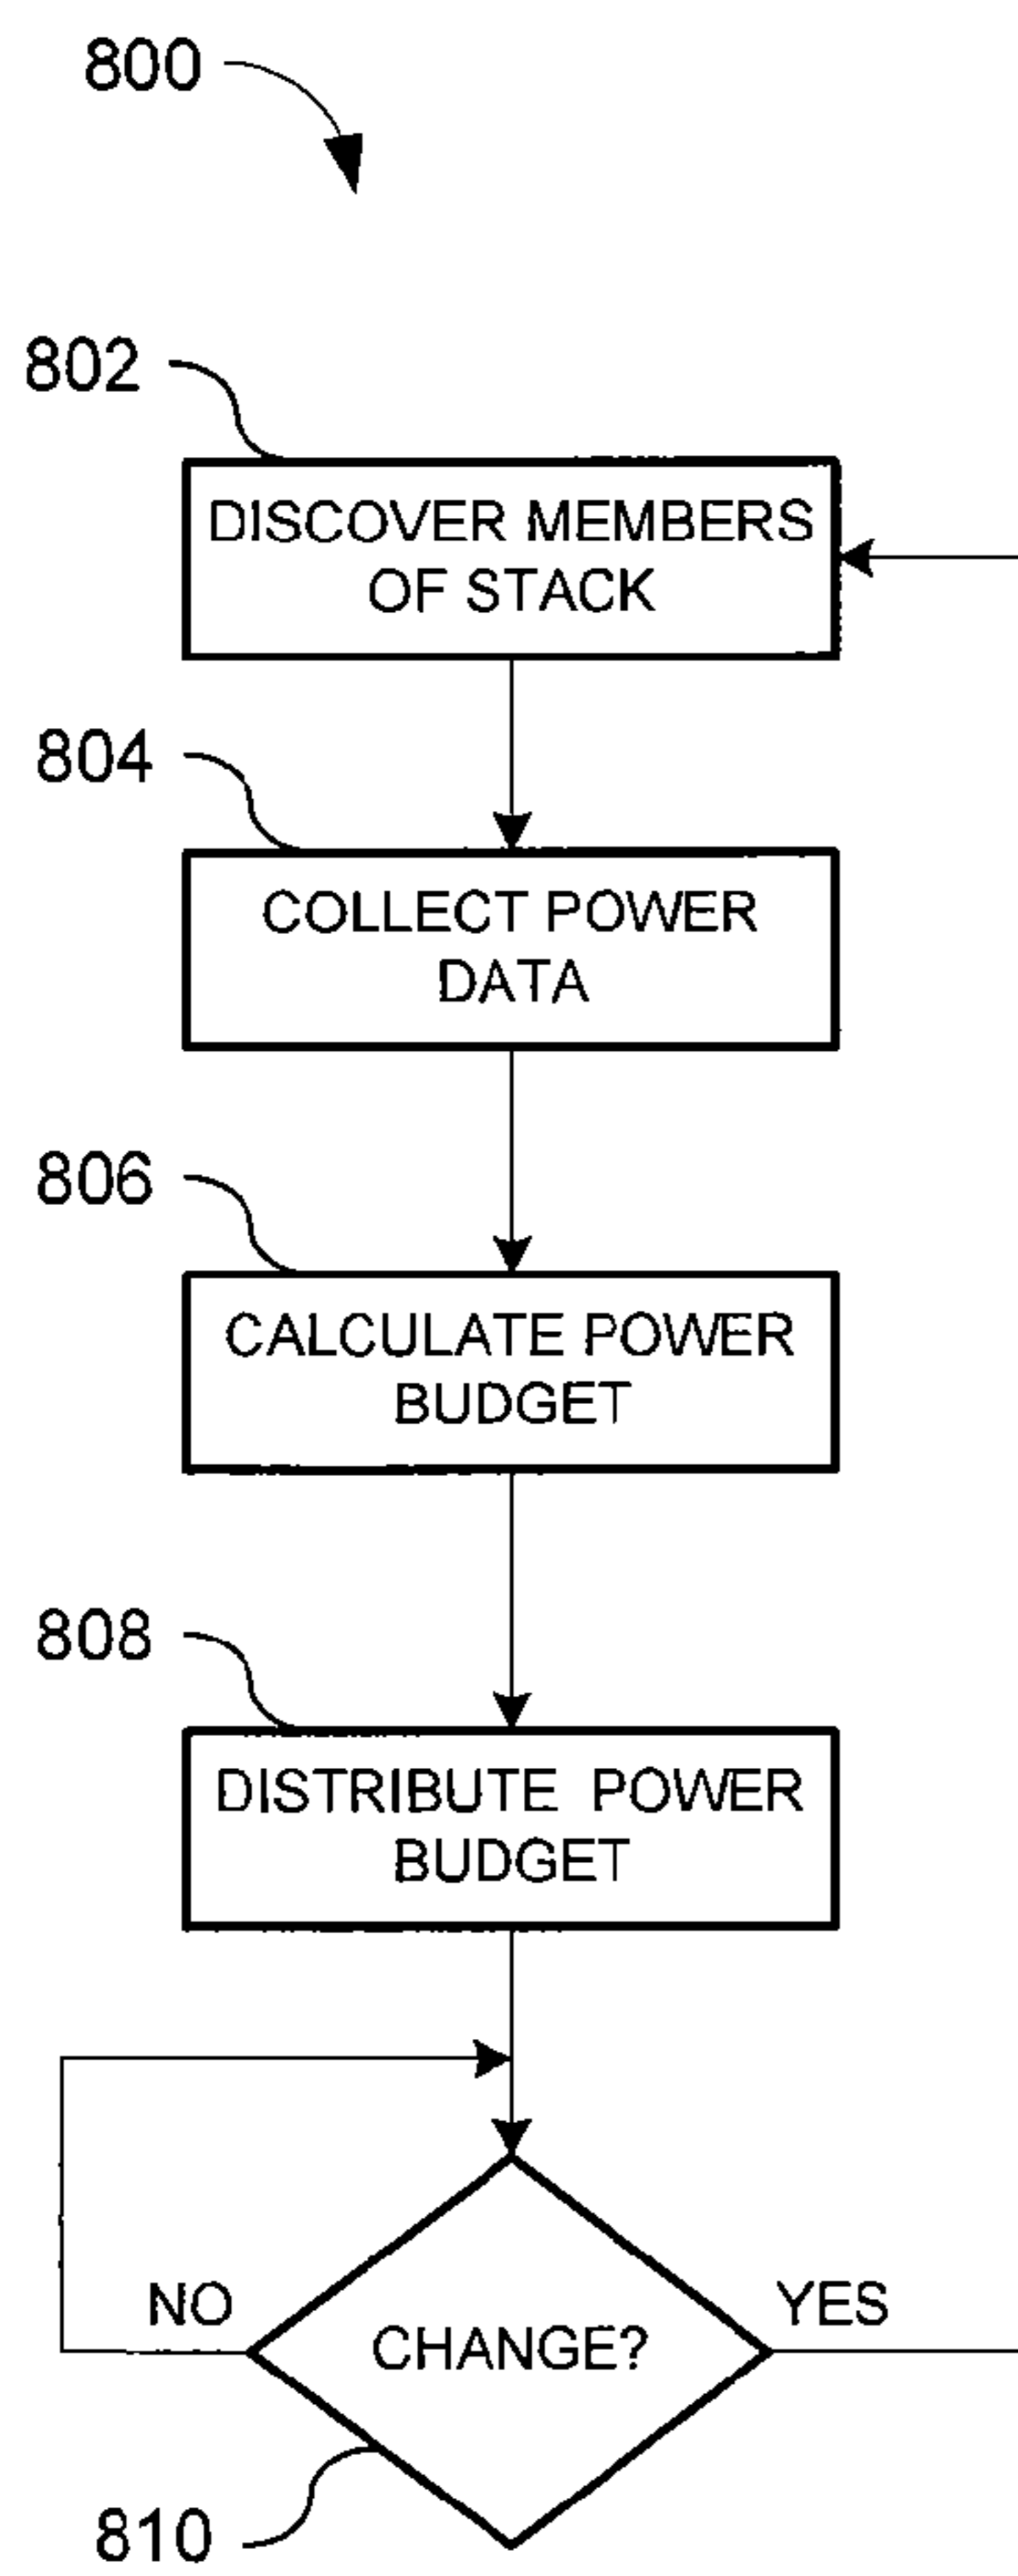 800
802
DISCOVER MEMBERS
OF STACK
804
COLLECT POWER
DATA
806
CALCULATE POWER
BUDGET
808
DISTRIBUTE POWER
BUDGET
NO
YES
CHANGE?
810